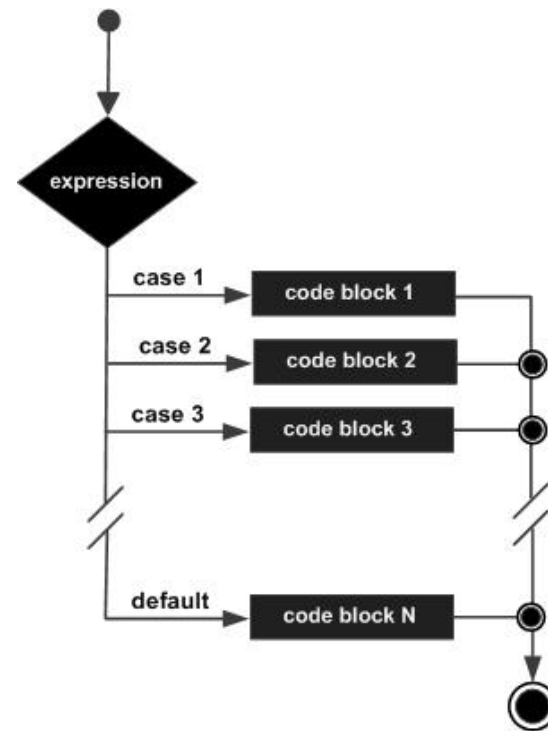 expression
case 1
code block 1
case 2
code block 2
case 3
code block 3
default
code block N